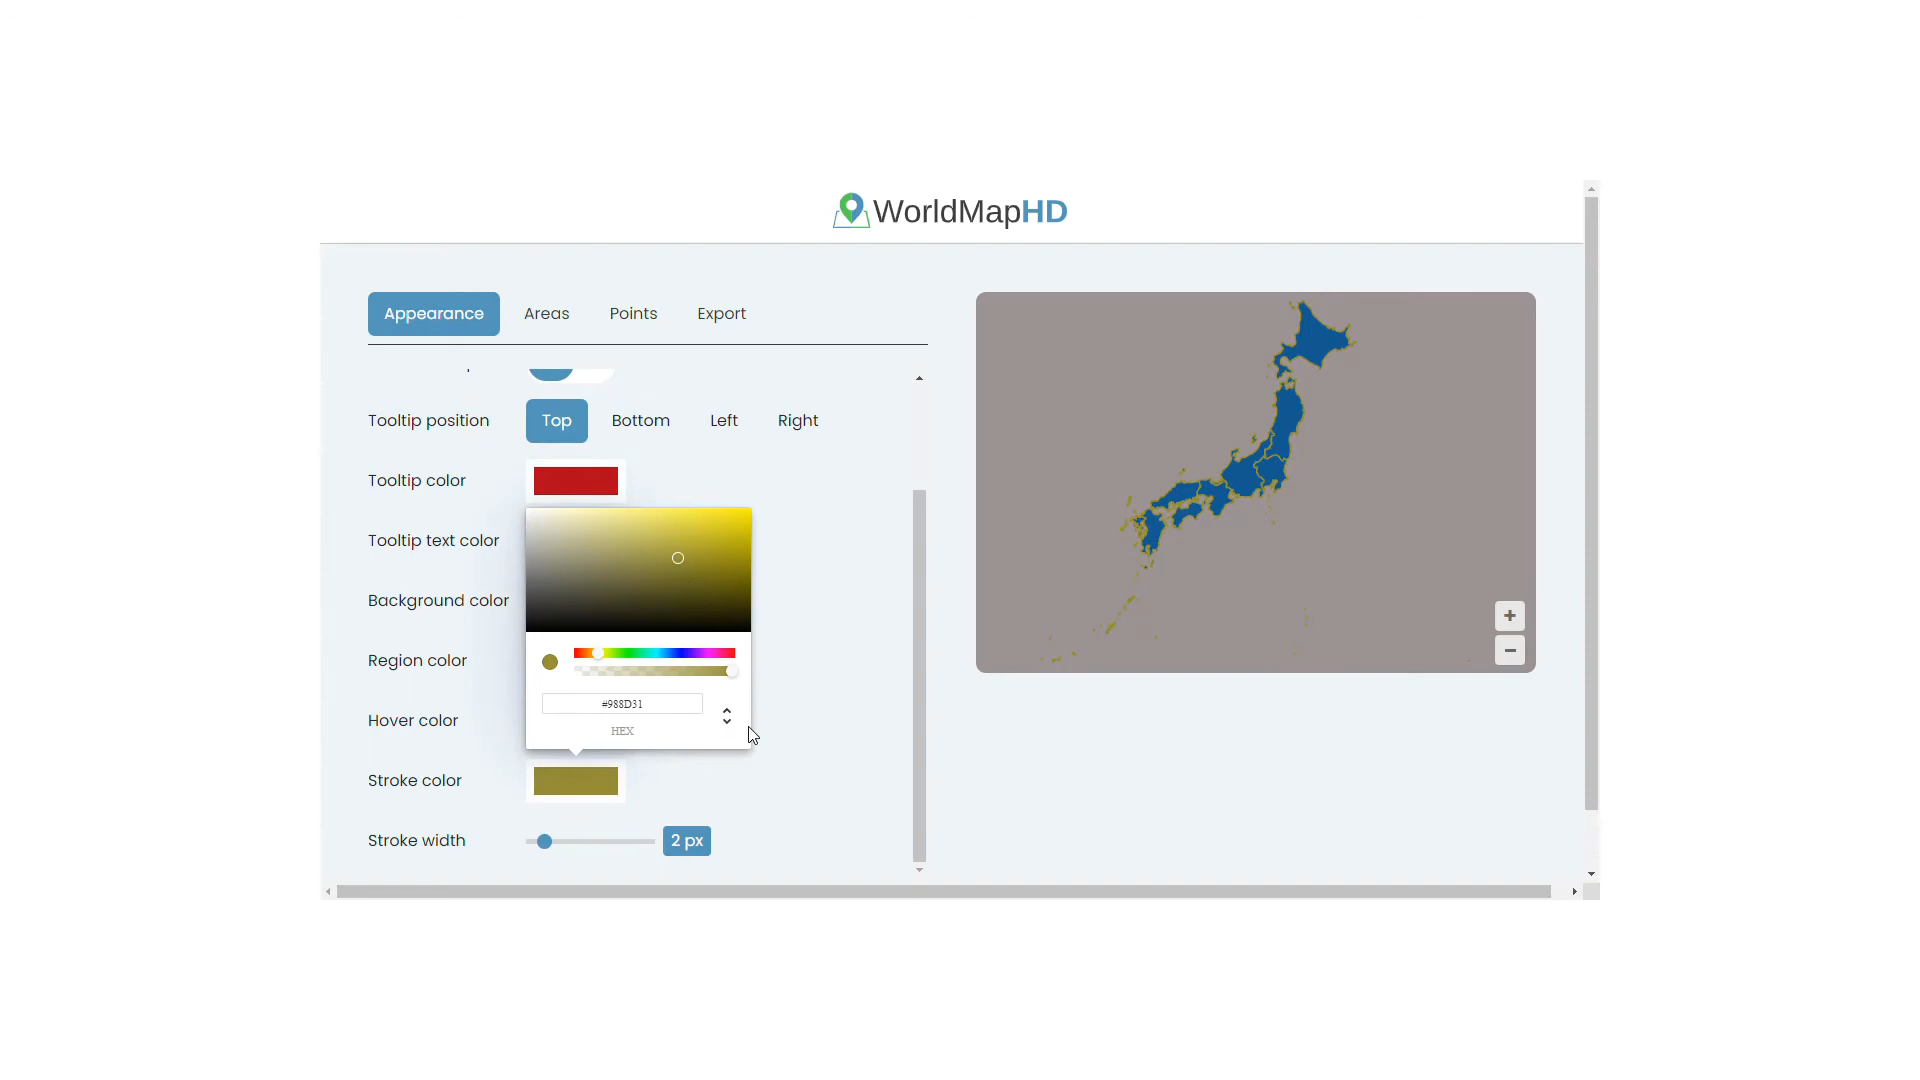 WorldMapHD
Appearance Areas Points Export
Tooltip position Top Bottom Left Right
Tooltip color
Tooltip text color
Background color
Region color
#988D31
HEX
Hover color
Stroke color
Stroke width 2 px
+
−